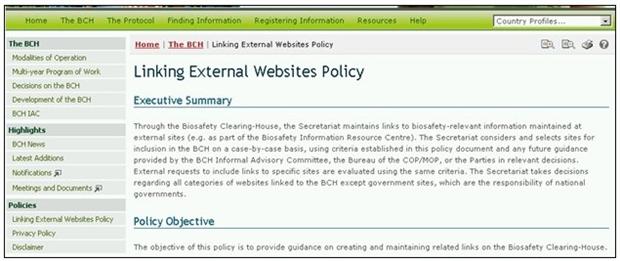 Home The BCH The Protocol Finding Information Registering Information Resources Help Country Profiles...
The BCH
Modalities of Operation
Multi-year Program of Work
Decisions on the BCH
Development of the BCH
BCH IAC
Highlights
BCH News
Latest Additions
Notifications
Meetings and Documents
Policies
Linking External Websites Policy
Privacy Policy
Disclaimer
Home | The BCH | Linking External Websites Policy
Linking External Websites Policy
Executive Summary
Through the Biosafety Clearing-House, the Secretariat maintains links to biosafety-relevant information maintained at
external sites (e.g. as part of the Biosafety Information Resource Centre). The Secretariat considers and selects sites for
inclusion in the BCH on a case-by-case basis, using criteria established in this policy document and any future guidance
provided by the BCH Informal Advisory Committee, the Bureau of the COP/MOP, or the Parties in relevant decisions.
External requests to include links to specific sites are evaluated using the same criteria. The Secretariat takes decisions
regarding all categories of websites linked to the BCH except government sites, which are the responsibility of national
governments.
Policy Objective
The objective of this policy is to provide guidance on creating and maintaining related links on the Biosafety Clearing-House.